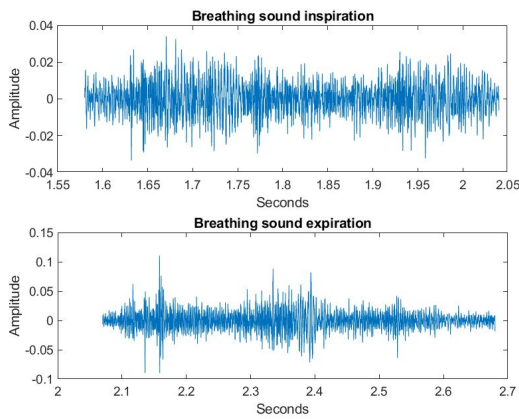 Breathing sound inspiration
0.04
0.02
0
-0.02
-0.04
Amplitude
1.55 1.6 1.65 1.7 1.75 1.8 1.85 1.9 1.95 2 2.05
Seconds
Breathing sound expiration
0.15
0.1
0.05
0
-0.05
-0.1
Amplitude
2 2.1 2.2 2.3 2.4 2.5 2.6 2.7
Seconds